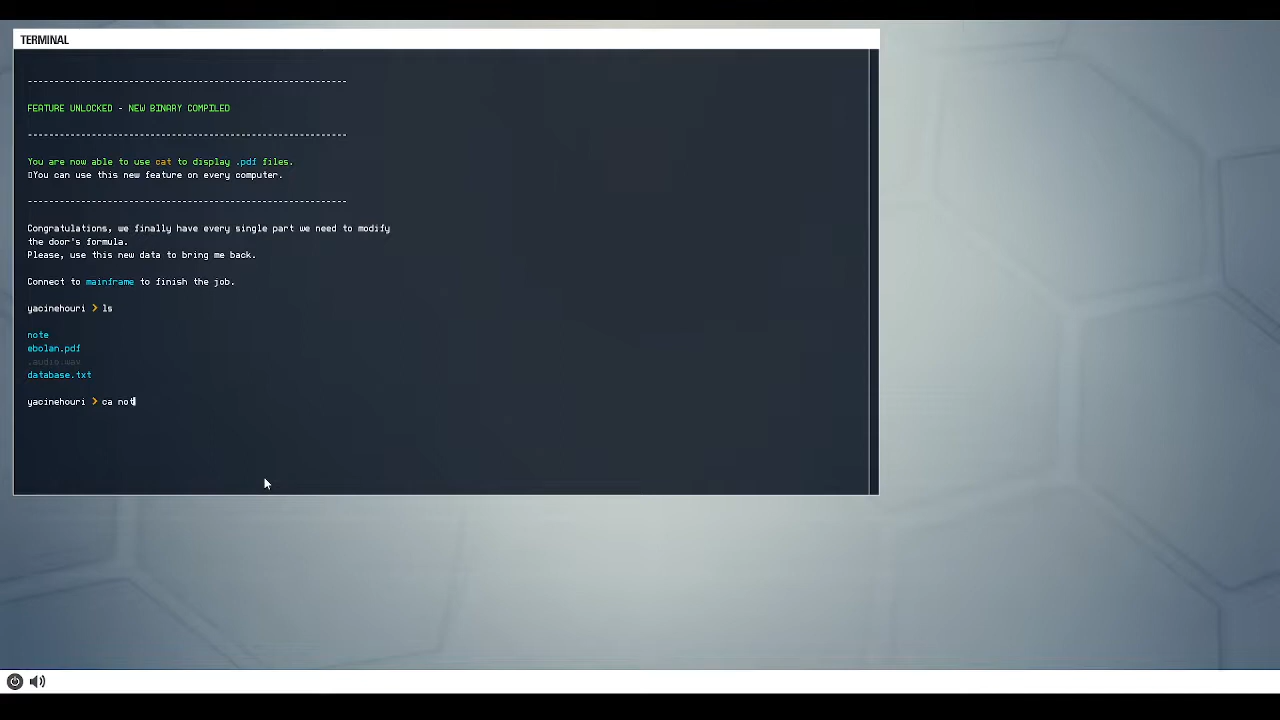 TERMINAL
FEATURE UNLOCKED - NEW BINARY COMPILED
You are now able to use cat to display .pdf files.
You can use this new feature on every computer.
Congratulations, we finally have every single part we need to modify
the door's formula.
Please, use this new data to bring me back.
Connect to mainframe to finish the job.
yacinehouri > ls
note
ebolan.pdf
.audio.wav
database.txt
yacinehouri > ca not